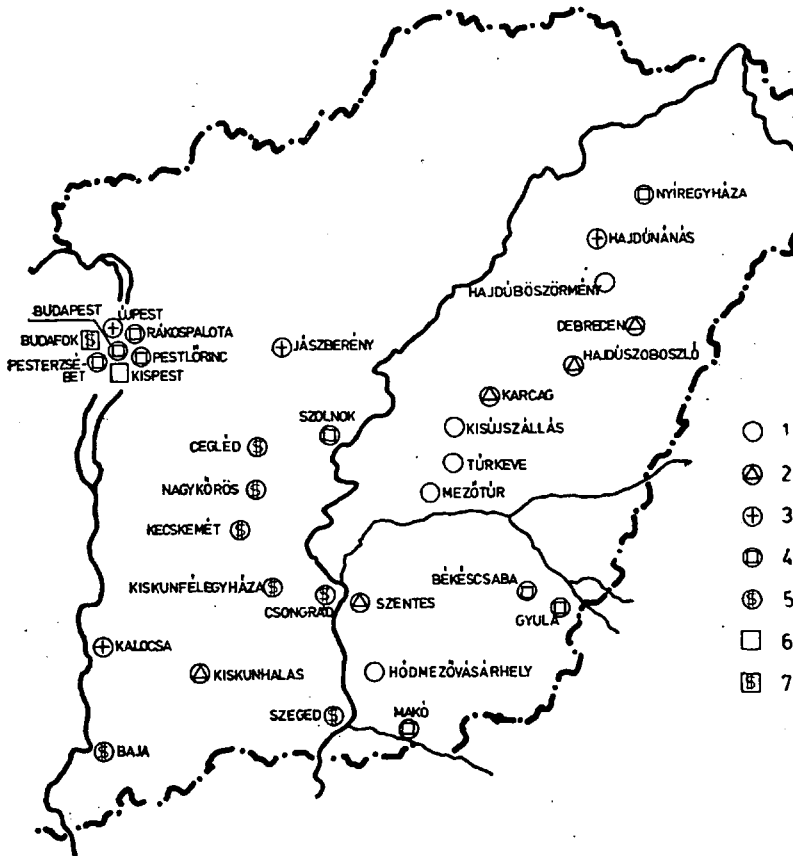 NYÍREGYHÁZA
HAJDÚNÁNÁS
HAJDÚBÖSZÖRMÉNY
BUDAPEST
ÚJPEST
RÁKOSPALOTA
BUDAFOK
PESTLŐRINC
PESTERZSÉ-
BET
KISPEST
JÁSZBERÉNY
DEBRECEN
HAJDÚSZOBOSZLÓ
KARCAG
SZOLNOK
KISÚJSZÁLLÁS
CEGLÉD
TÚRKEVE
NAGYKŐRÖS
MEZŐTÚR
KECSKEMÉT
KISKUNFÉLEGYHÁZA
CSONGRÁD
SZENTES
BÉKÉSCSABA
GYULA
KALOCSA
KISKUNHALAS
HÓDMEZŐVÁSÁRHELY
SZEGED
MAKÓ
BAJA
1
2
3
4
5
6
7